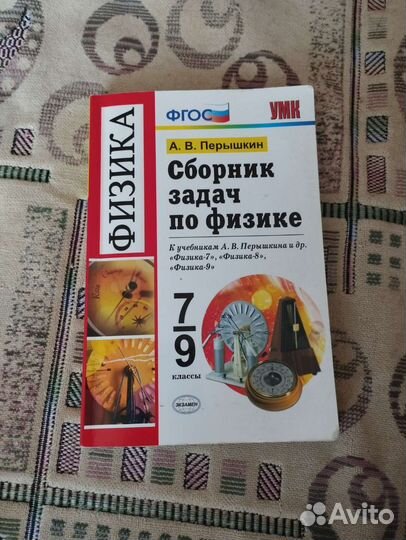 ФИЗИКА
ФГОС
УМК
А. В. Перышкин
Сборник
задач
по физике
К учебникам А. В. Перышкина и др.
«Физика-7», «Физика-8»,
«Физика-9»
7
9
классы
ЭКЗАМЕН
Avito